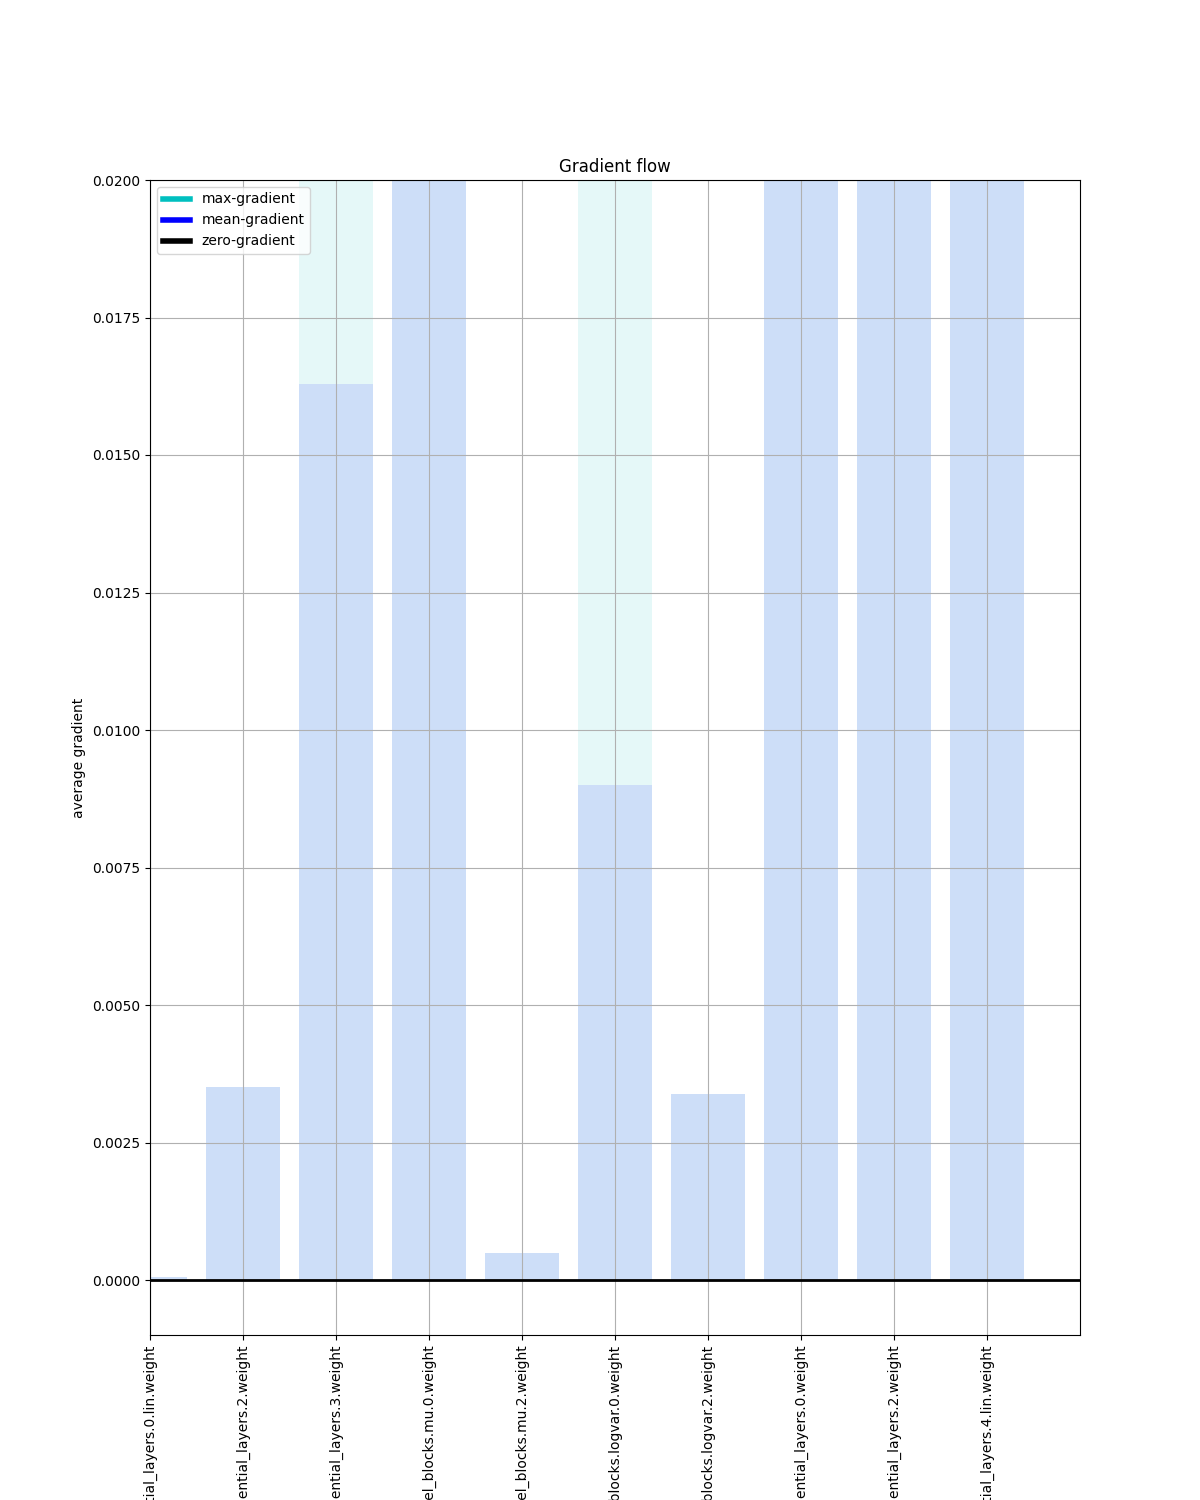 Gradient flow
max-gradient
mean-gradient
zero-gradient
0.0200
0.0175
0.0150
0.0125
0.0100
0.0075
0.0050
0.0025
0.0000
average gradient
tial_layers.0.lin.weight
ential_layers.2.weight
ential_layers.3.weight
el_blocks.mu.0.weight
el_blocks.mu.2.weight
blocks.logvar.0.weight
blocks.logvar.2.weight
ential_layers.0.weight
ential_layers.2.weight
tial_layers.4.lin.weight